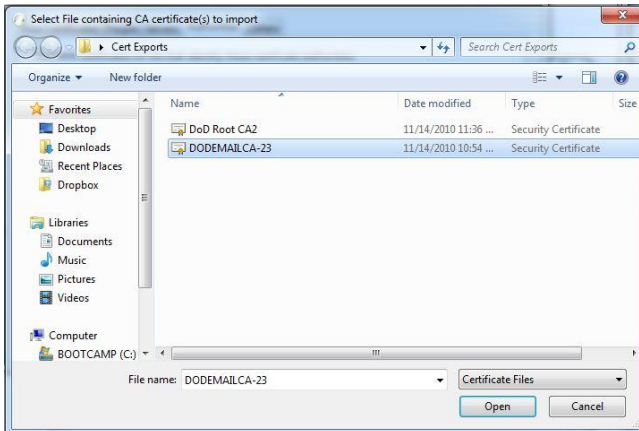 Select File containing CA certificate(s) to import
Cert Exports
Search Cert Exports
Organize
New folder
Favorites
Desktop
Downloads
Recent Places
Dropbox
Libraries
Documents
Music
Pictures
Videos
Computer
BOOTCAMP (C:)
Name Date modified Type Size
DoD Root CA2 11/14/2010 11:36 ... Security Certificate
DODEMAILCA-23 11/14/2010 10:54 ... Security Certificate
File name: DODEMAILCA-23
Certificate Files
Open
Cancel